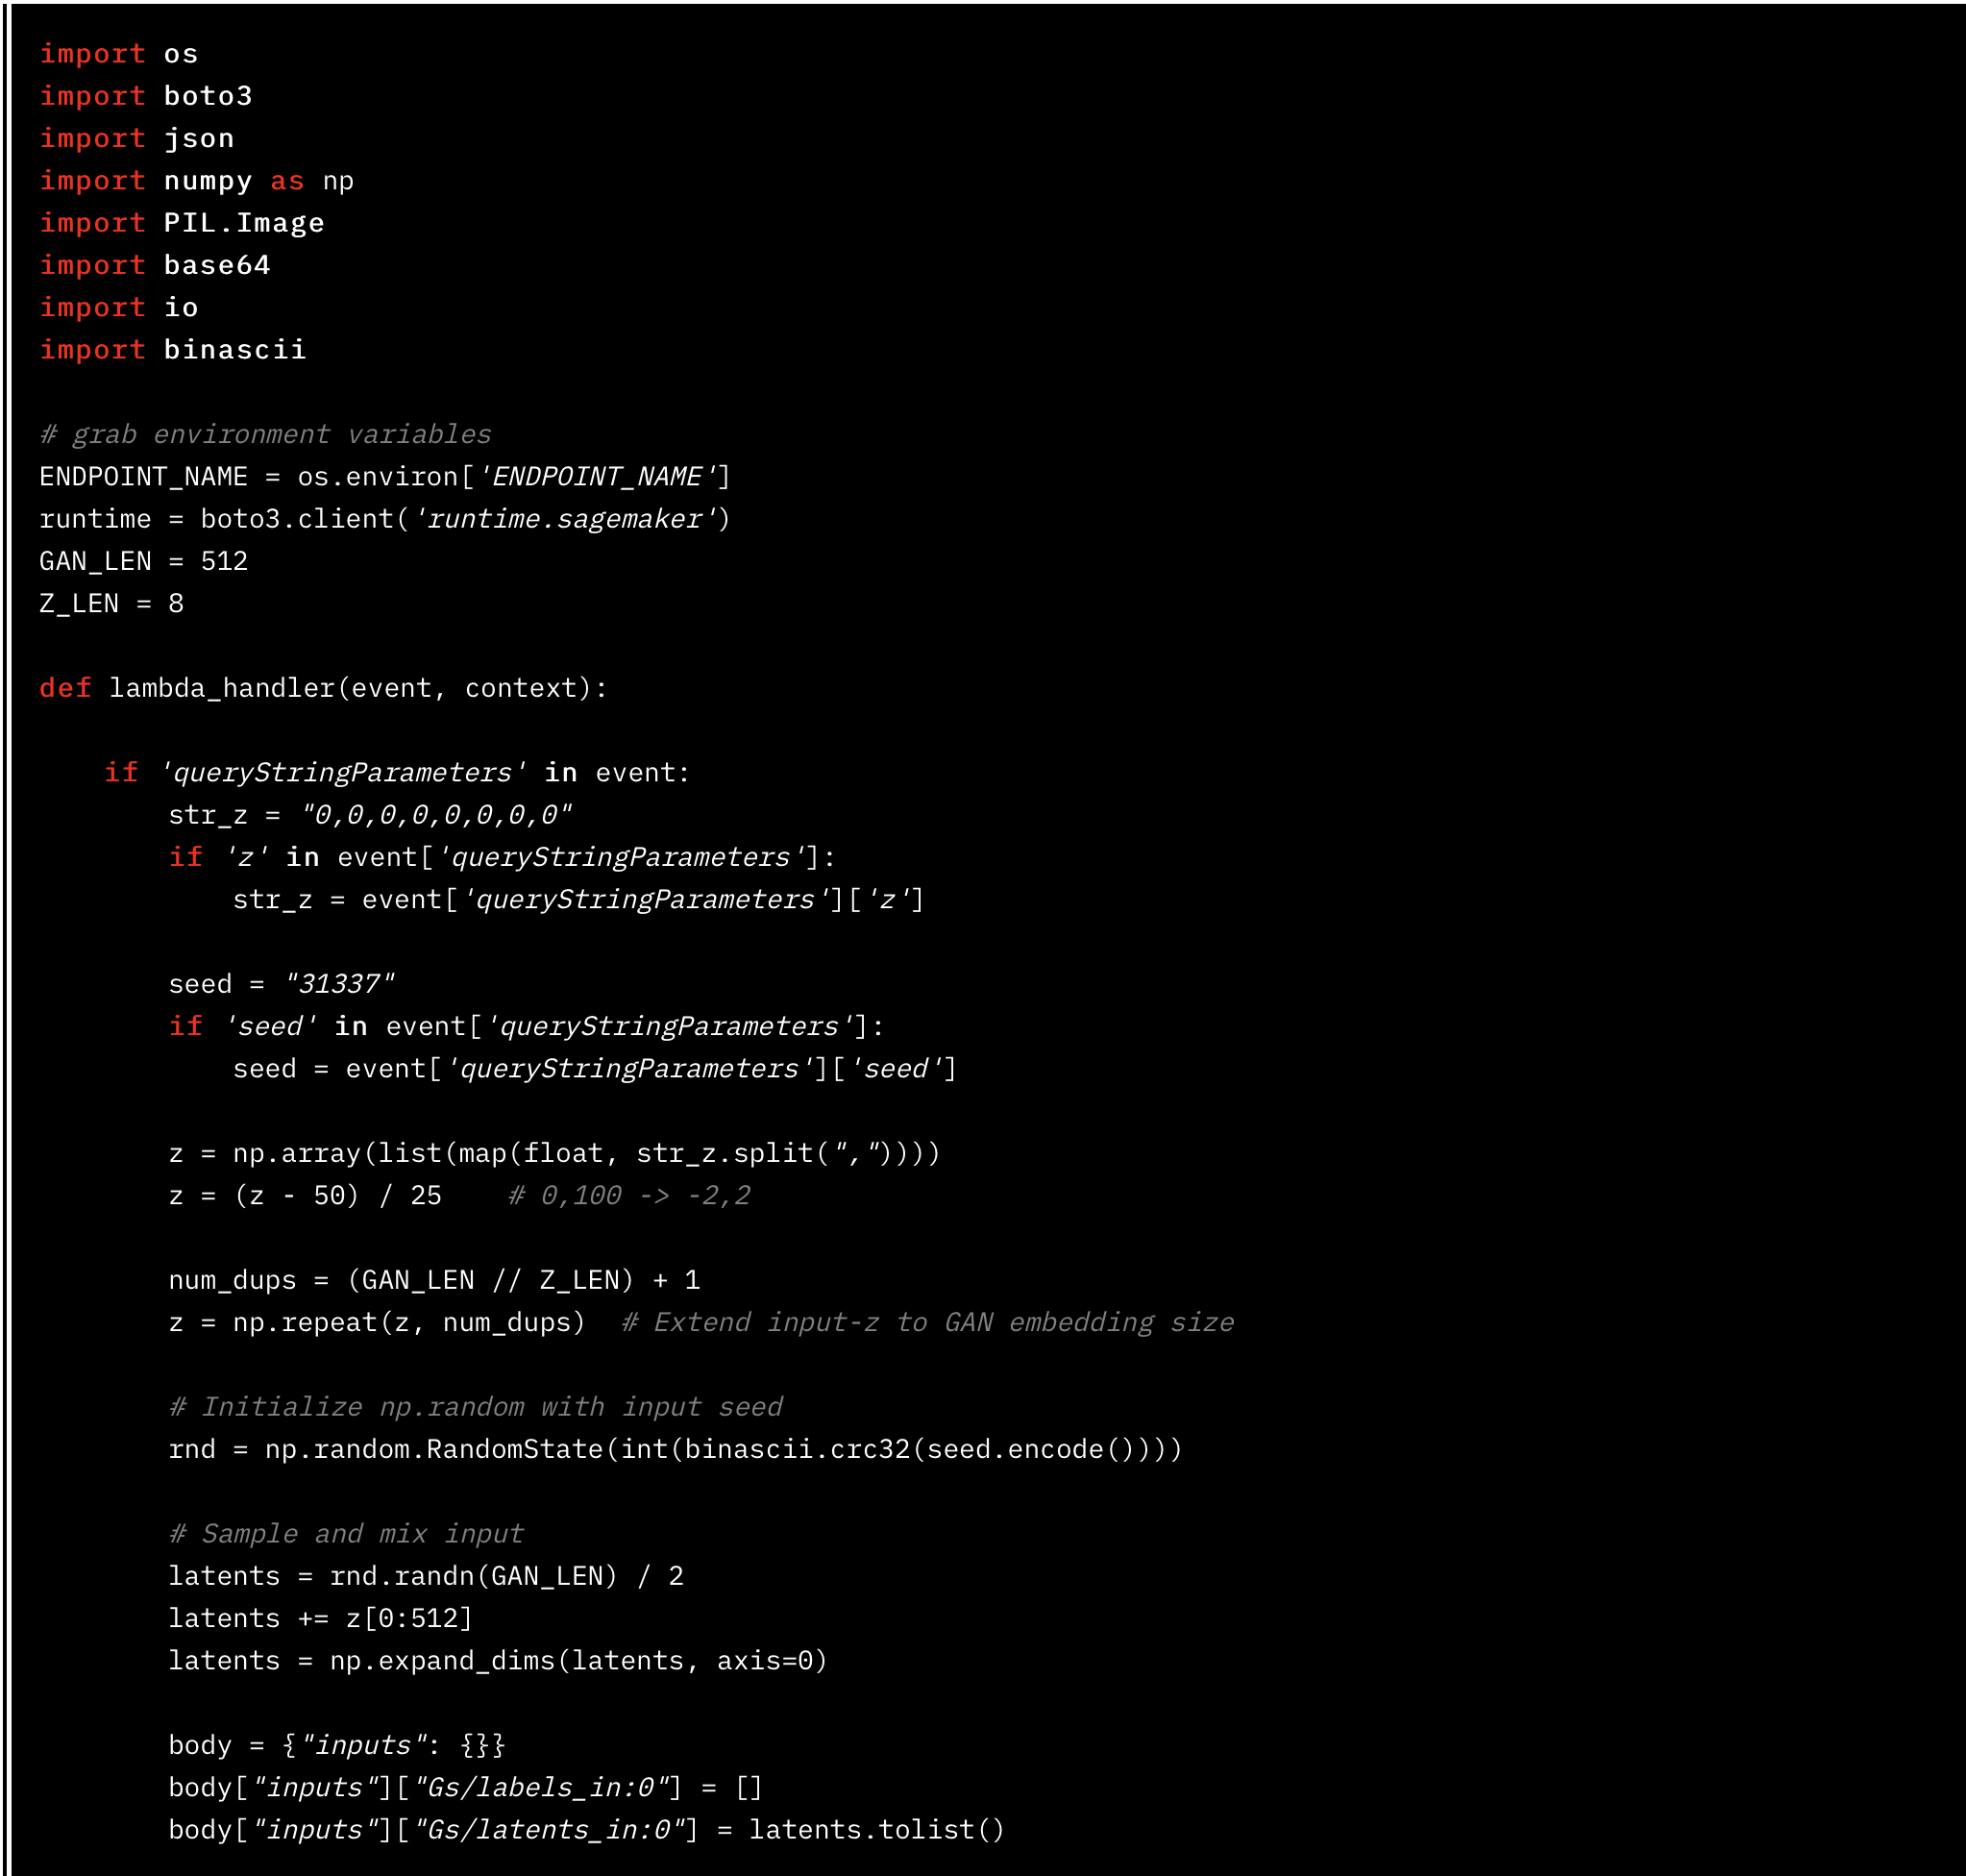 import os
import boto3
import json
import numpy as np
import PIL.Image
import base64
import io
import binascii

# grab environment variables
ENDPOINT_NAME = os.environ['ENDPOINT_NAME']
runtime = boto3.client('runtime.sagemaker')
GAN_LEN = 512
Z_LEN = 8

def lambda_handler(event, context):

    if 'queryStringParameters' in event:
        str_z = "0,0,0,0,0,0,0,0"
        if 'z' in event['queryStringParameters']:
            str_z = event['queryStringParameters']['z']

        seed = "31337"
        if 'seed' in event['queryStringParameters']:
            seed = event['queryStringParameters']['seed']

        z = np.array(list(map(float, str_z.split(","))))
        z = (z - 50) / 25    # 0,100 -> -2,2

        num_dups = (GAN_LEN // Z_LEN) + 1
        z = np.repeat(z, num_dups)  # Extend input-z to GAN embedding size

        # Initialize np.random with input seed
        rnd = np.random.RandomState(int(binascii.crc32(seed.encode())))

        # Sample and mix input
        latents = rnd.randn(GAN_LEN) / 2
        latents += z[0:512]
        latents = np.expand_dims(latents, axis=0)

        body = {"inputs": {}}
        body["inputs"]["Gs/labels_in:0"] = []
        body["inputs"]["Gs/latents_in:0"] = latents.tolist()